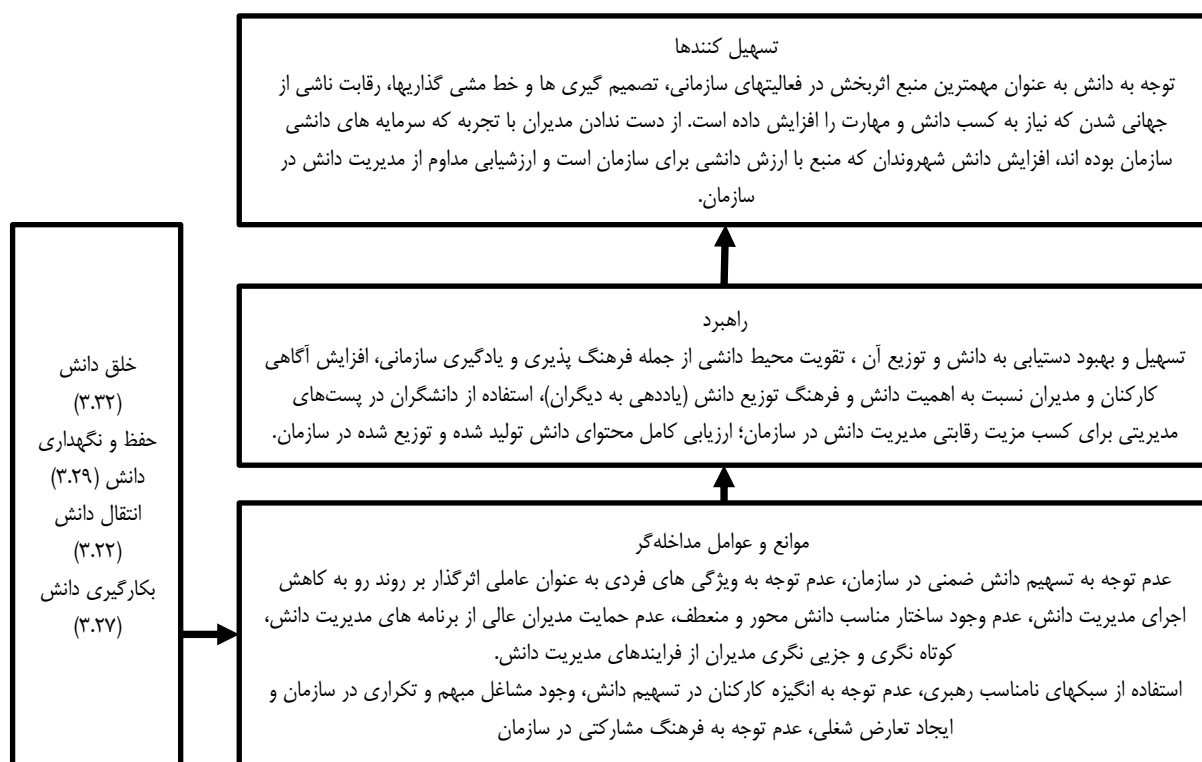 تسهیل کنندها
توجه به دانش به عنوان مهمترین منبع اثربخش در فعالیتهای سازمانی، تصمیم گیری ها و خط مشی گذاریها، رقابت ناشی از
جهانی شدن که نیاز به کسب دانش و مهارت را افزایش داده است. از دست ندادن مدیران با تجربه که سرمایه های دانشی
سازمان بوده اند، افزایش دانش شهروندان که منبع با ارزش دانشی برای سازمان است و ارزشیابی مداوم از مدیریت دانش در
سازمان.
راهبرد
تسهیل و بهبود دستیابی به دانش و توزیع آن ، تقویت محیط دانشی از جمله فرهنگ پذیری و یادگیری سازمانی، افزایش آگاهی
کارکنان و مدیران نسبت به اهمیت دانش و فرهنگ توزیع دانش (یاددهی به دیگران)، استفاده از دانشگران در پست‌های
مدیریتی برای کسب مزیت رقابتی مدیریت دانش در سازمان؛ ارزیابی کامل محتوای دانش تولید شده و توزیع شده در سازمان.
موانع و عوامل مداخله‌گر
عدم توجه به تسهیم دانش ضمنی در سازمان، عدم توجه به ویژگی های فردی به عنوان عاملی اثرگذار بر روند رو به کاهش
اجرای مدیریت دانش، عدم وجود ساختار مناسب دانش محور و منعطف، عدم حمایت مدیران عالی از برنامه های مدیریت دانش،
کوتاه نگری و جزیی نگری مدیران از فرایندهای مدیریت دانش.
استفاده از سبکهای نامناسب رهبری، عدم توجه به انگیزه کارکنان در تسهیم دانش، وجود مشاغل مبهم و تکراری در سازمان و
ایجاد تعارض شغلی، عدم توجه به فرهنگ مشارکتی در سازمان
خلق دانش
(۳.۳۲)
حفظ و نگهداری
دانش (۳.۲۹)
انتقال دانش
(۳.۲۲)
بکارگیری دانش
(۳.۲۷)